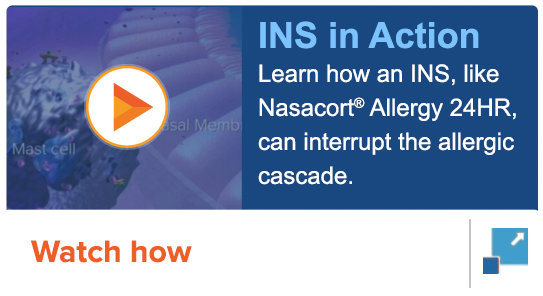 INS in Action
Learn how an INS, like
Nasacort® Allergy 24HR,
can interrupt the allergic
cascade.
Mast cell
Watch how